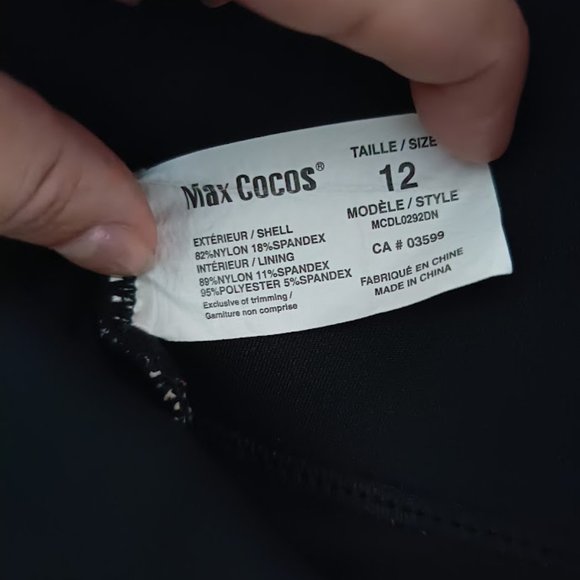 Max Cocos®
EXTÉRIEUR / SHELL
82%NYLON 18%SPANDEX
INTÉRIEUR / LINING
89%NYLON 11%SPANDEX
95%POLYESTER 5%SPANDEX
Exclusive of trimming /
Garniture non comprise
TAILLE / SIZE
12
MODÈLE / STYLE
MCDL0292DN
CA # 03599
FABRIQUÉ EN CHINE
MADE IN CHINA